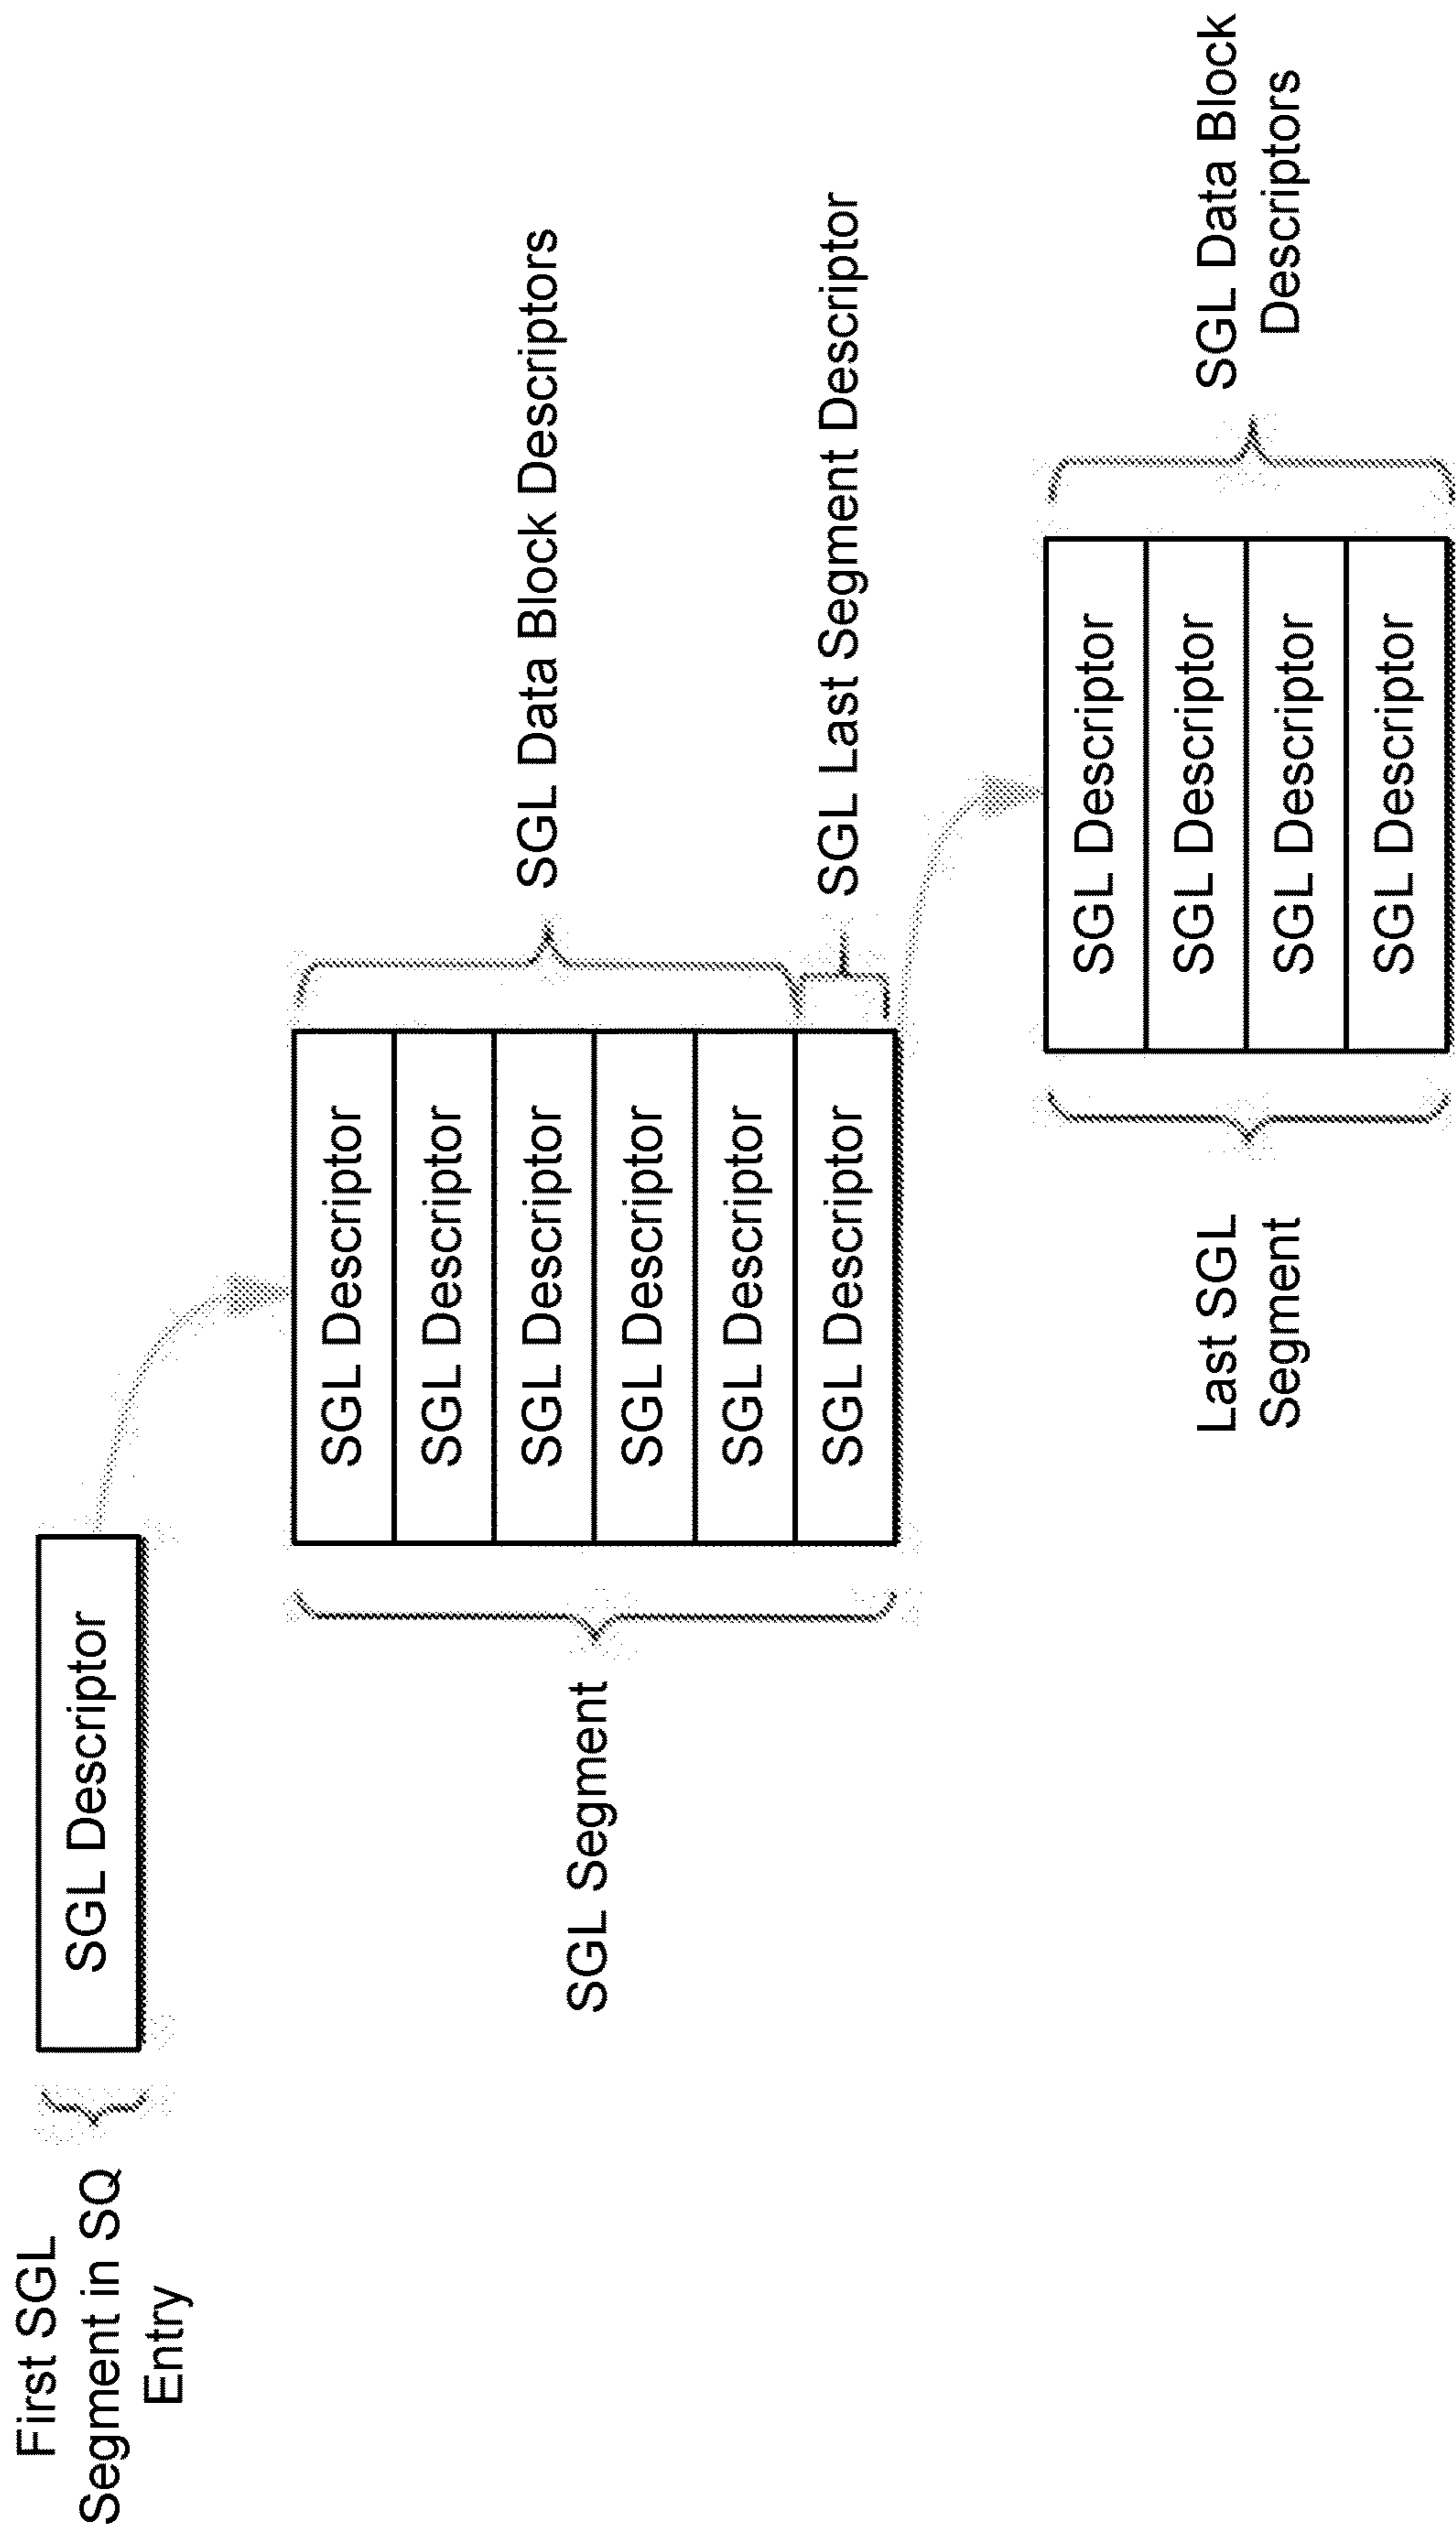 First SGL
Segment in SQ
Entry
SGL Descriptor
SGL Segment
SGL Descriptor
SGL Descriptor
SGL Descriptor
SGL Descriptor
SGL Descriptor
SGL Descriptor
SGL Data Block Descriptors
SGL Last Segment Descriptor
Last SGL
Segment
SGL Descriptor
SGL Descriptor
SGL Descriptor
SGL Descriptor
SGL Data Block
Descriptors